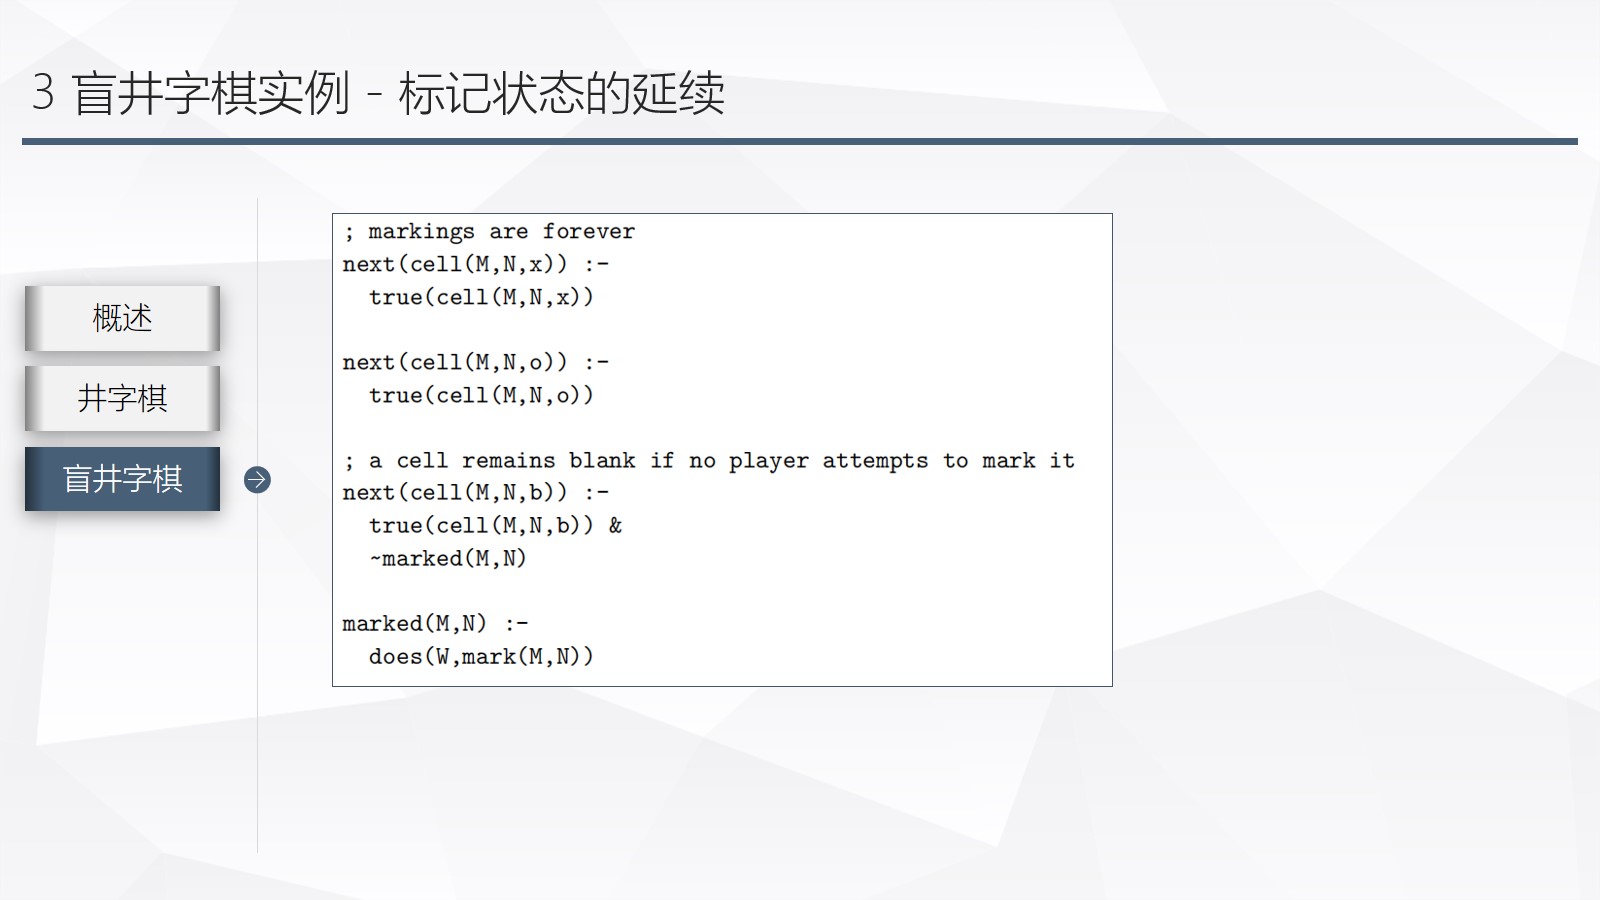 3 盲井字棋实例 - 标记状态的延续
概述
井字棋
盲井字棋
; markings are forever
next(cell(M,N,x)) :-
  true(cell(M,N,x))
next(cell(M,N,o)) :-
  true(cell(M,N,o))
; a cell remains blank if no player attempts to mark it
next(cell(M,N,b)) :-
  true(cell(M,N,b)) &
  ~marked(M,N)
marked(M,N) :-
  does(W,mark(M,N))